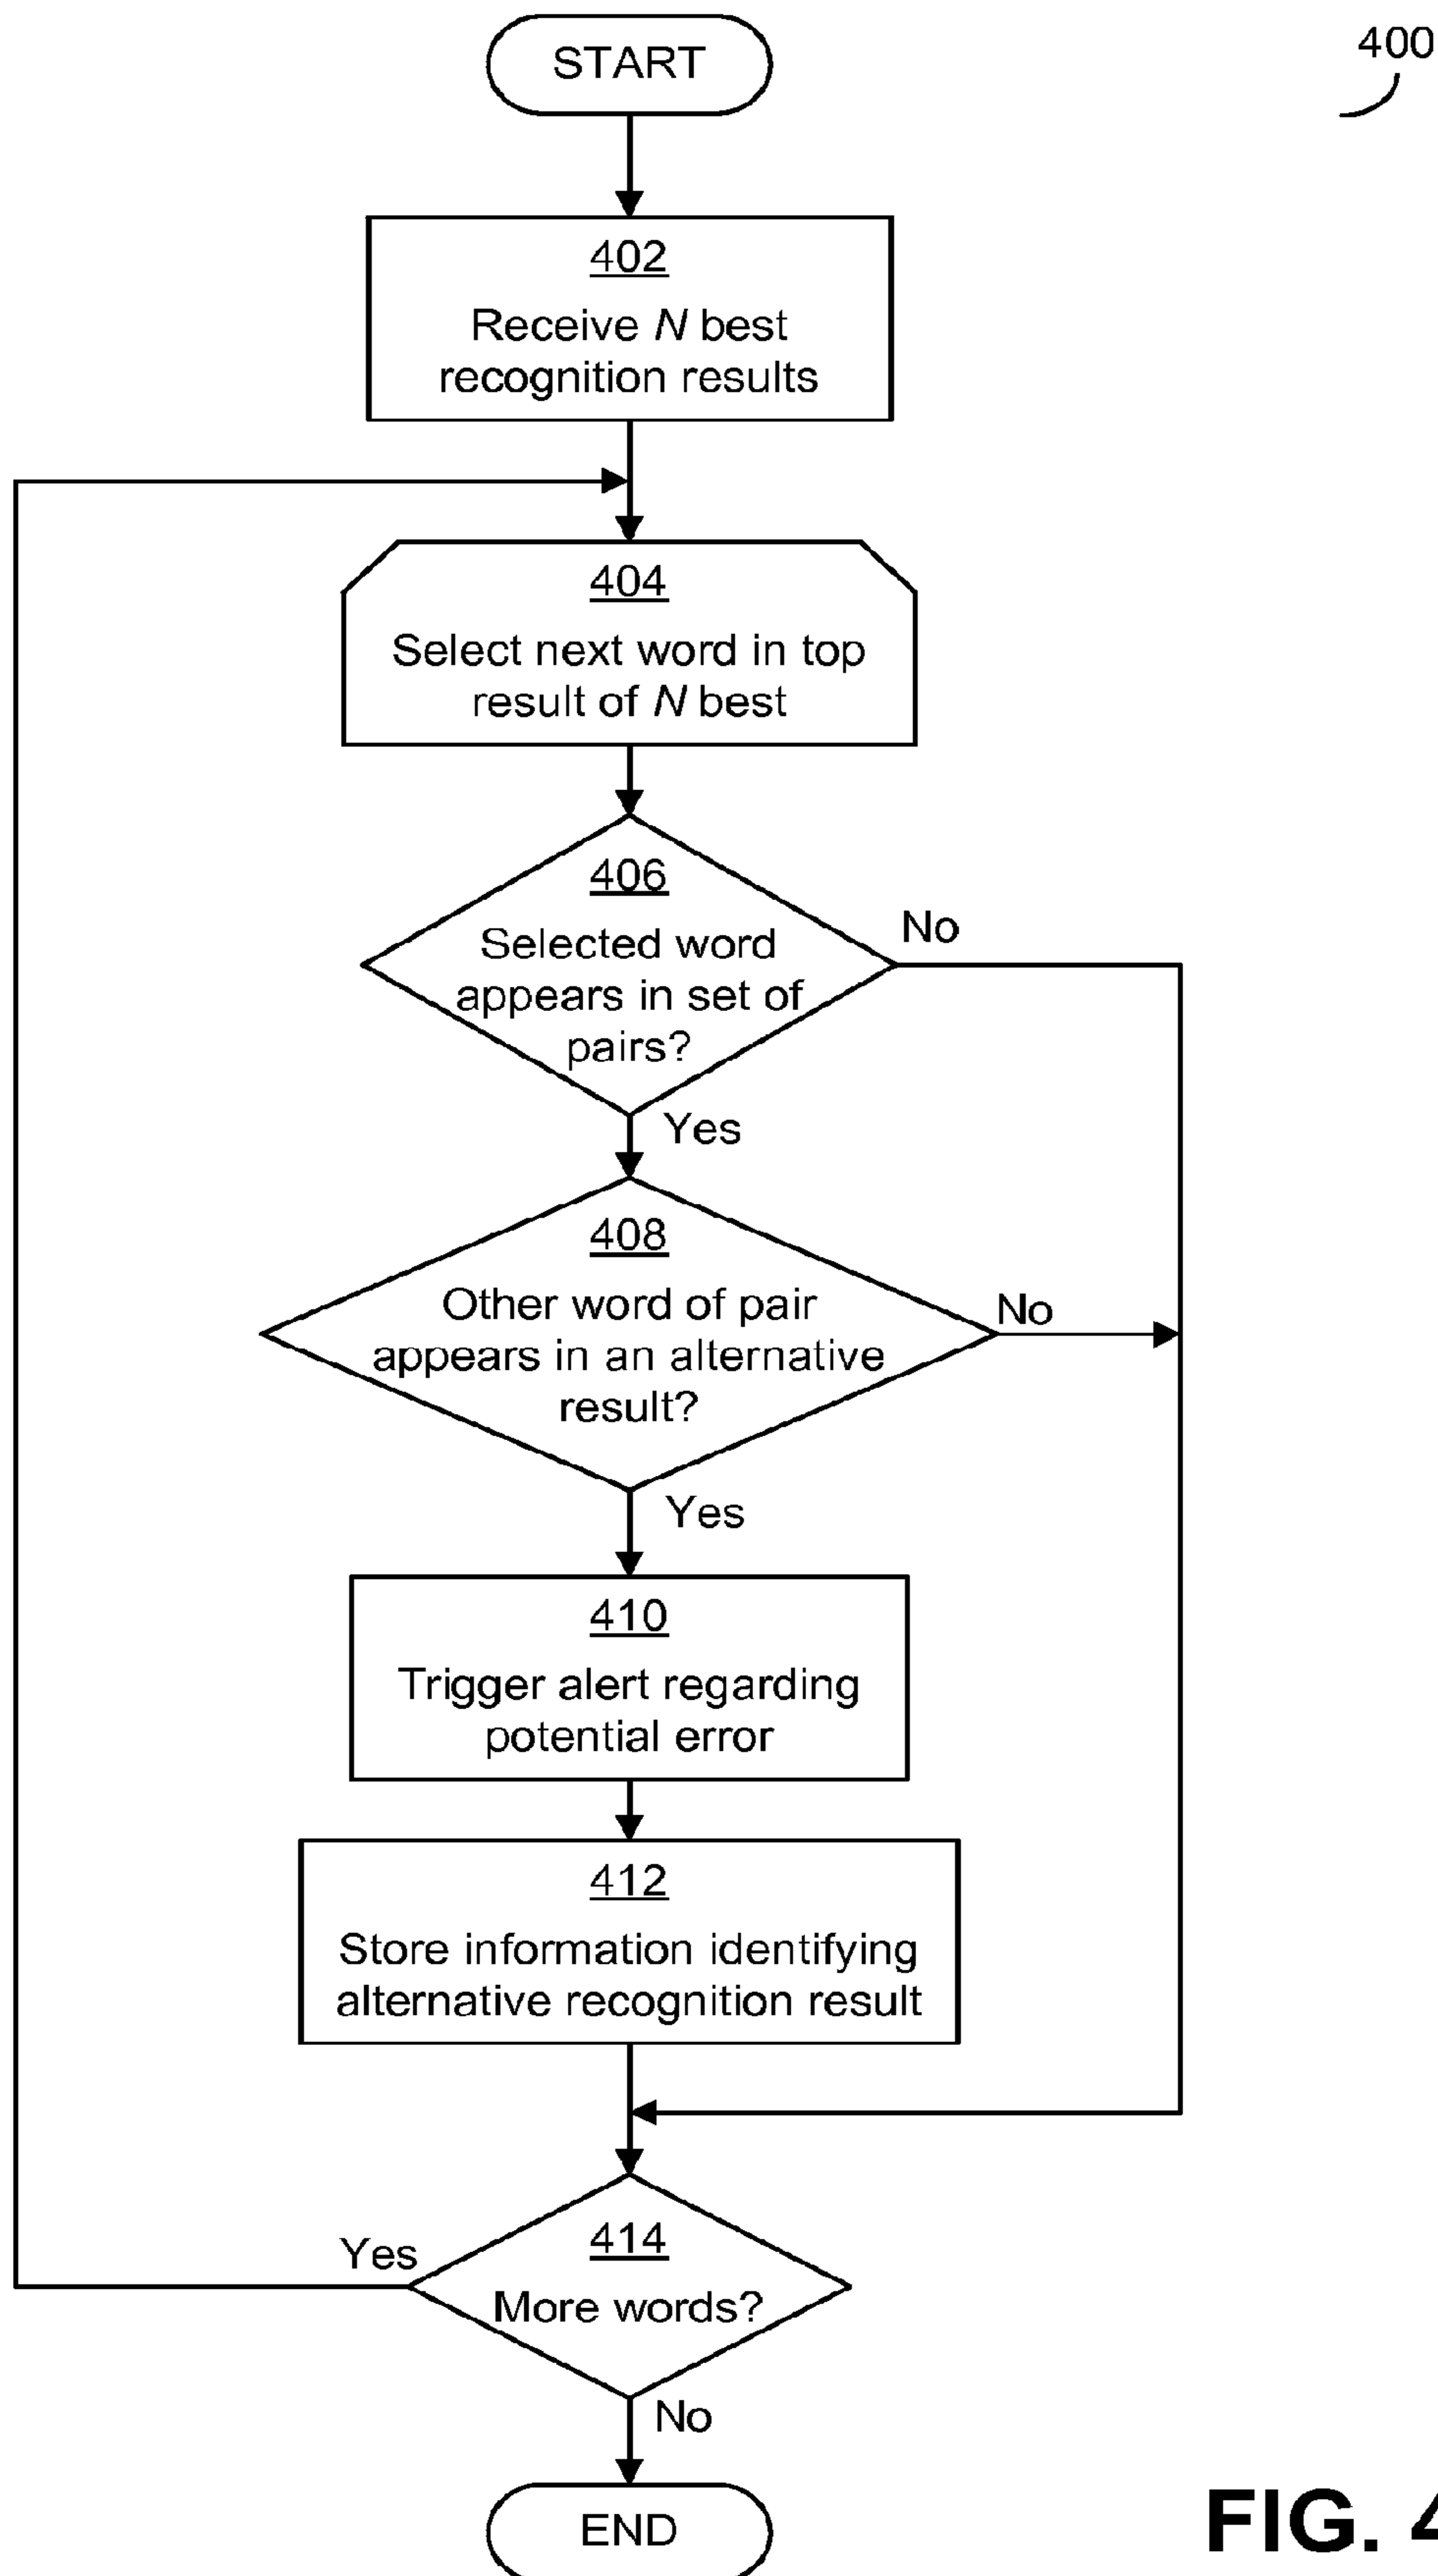 START
400
402
Receive N best
recognition results
404
Select next word in top
result of N best
406
Selected word
appears in set of
pairs?
No
Yes
408
Other word of pair
appears in an alternative
result?
No
Yes
410
Trigger alert regarding
potential error
412
Store information identifying
alternative recognition result
414
More words?
Yes
No
END
FIG. 4